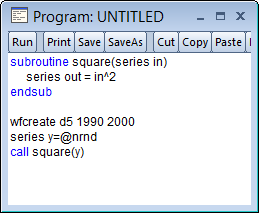 Program: UNTITLED
Run Print Save SaveAs Cut Copy Paste
subroutine square(series in)
series out = in^2
endsub
wfcreate d5 1990 2000
series y=@nrnd
call square(y)